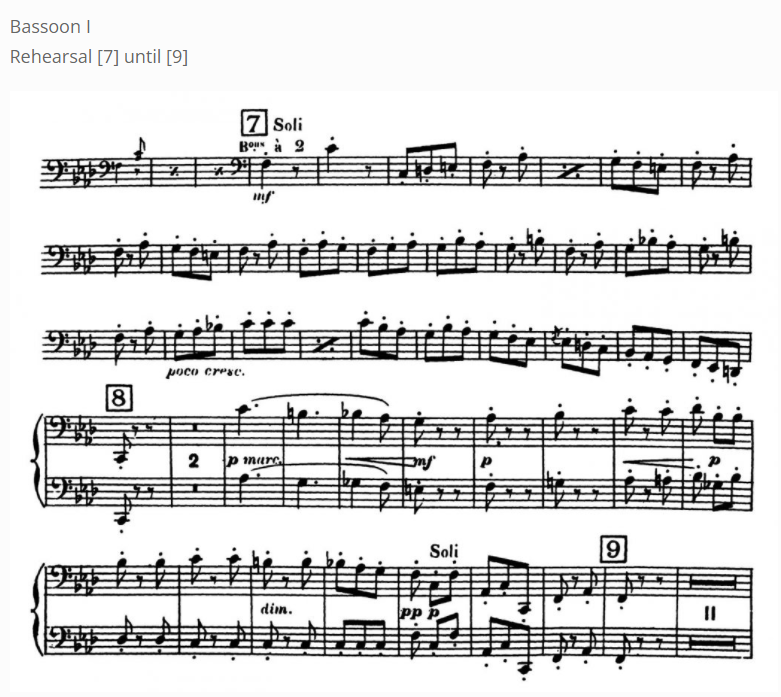 Bassoon I
Rehearsal [7] until [9]
7 Soli
Bons à 2
mf
poco cresc.
8
2 p marc. mf p p
9
Soli
dim. pp p 11